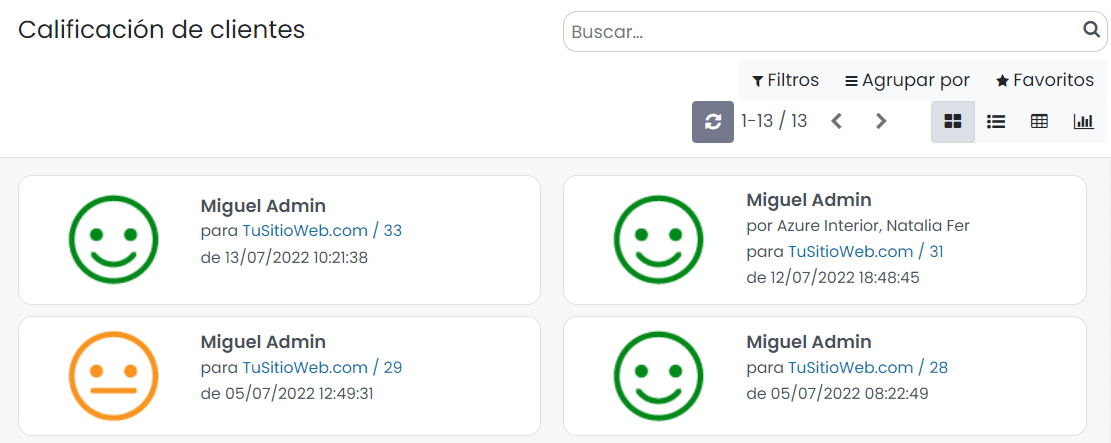 Calificación de clientes
Buscar...
Filtros Agrupar por Favoritos
1-13 / 13
Miguel Admin
para TuSitioWeb.com / 33
de 13/07/2022 10:21:38
Miguel Admin
por Azure Interior, Natalia Fer
para TuSitioWeb.com / 31
de 12/07/2022 18:48:45
Miguel Admin
para TuSitioWeb.com / 29
de 05/07/2022 12:49:31
Miguel Admin
para TuSitioWeb.com / 28
de 05/07/2022 08:22:49